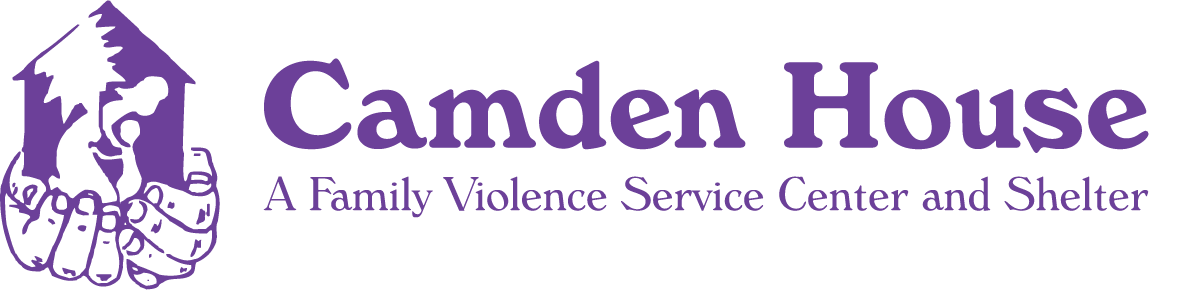 Camden House
A Family Violence Service Center and Shelter